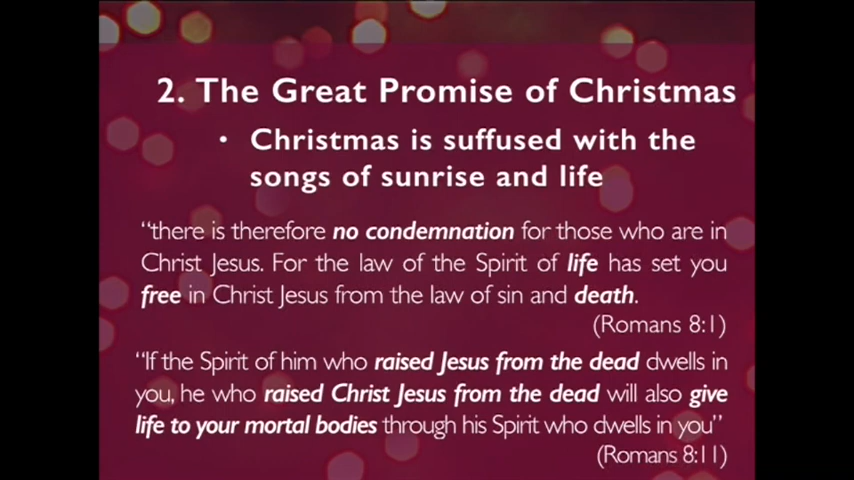 2. The Great Promise of Christmas
• Christmas is suffused with the
songs of sunrise and life
“there is therefore no condemnation for those who are in
Christ Jesus. For the law of the Spirit of life has set you
free in Christ Jesus from the law of sin and death.
(Romans 8:1)
“If the Spirit of him who raised Jesus from the dead dwells in
you, he who raised Christ Jesus from the dead will also give
life to your mortal bodies through his Spirit who dwells in you”
(Romans 8:11)